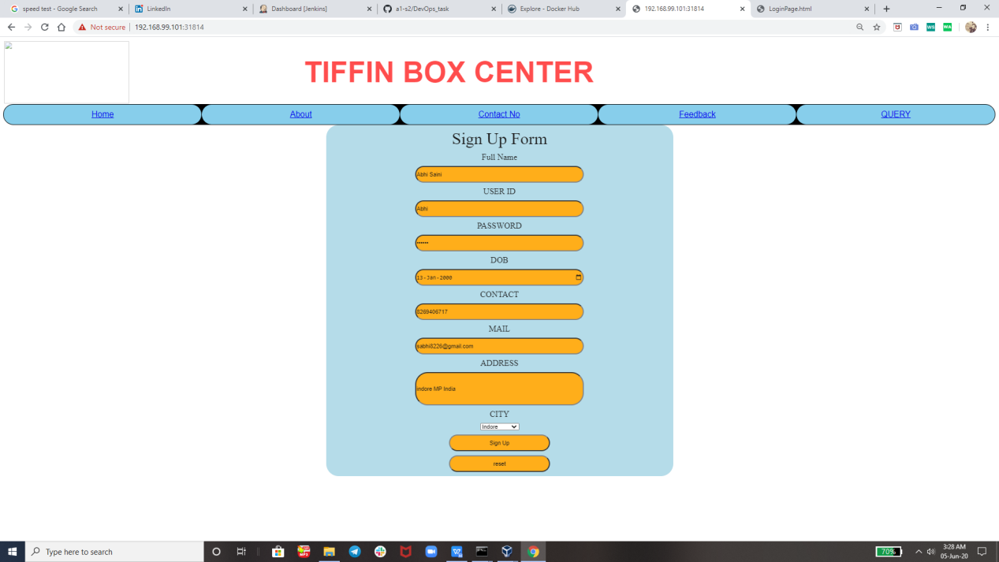 speed test - Google Search
LinkedIn
Dashboard [Jenkins]
a1-s2/DevOps_task
Explore - Docker Hub
192.168.99.101:31814
LoginPage.html
Not secure | 192.168.99.101:31814
TIFFIN BOX CENTER
Home About Contact No Feedback QUERY
Sign Up Form
Full Name
Abhi Saini
USER ID
Abhi
PASSWORD
••••••
DOB
13-Jan-2000
CONTACT
8269406717
MAIL
sabhi8226@gmail.com
ADDRESS
indore MP India
CITY
Indore
Sign Up
reset
Type here to search
70%
3:28 AM
05-Jun-20